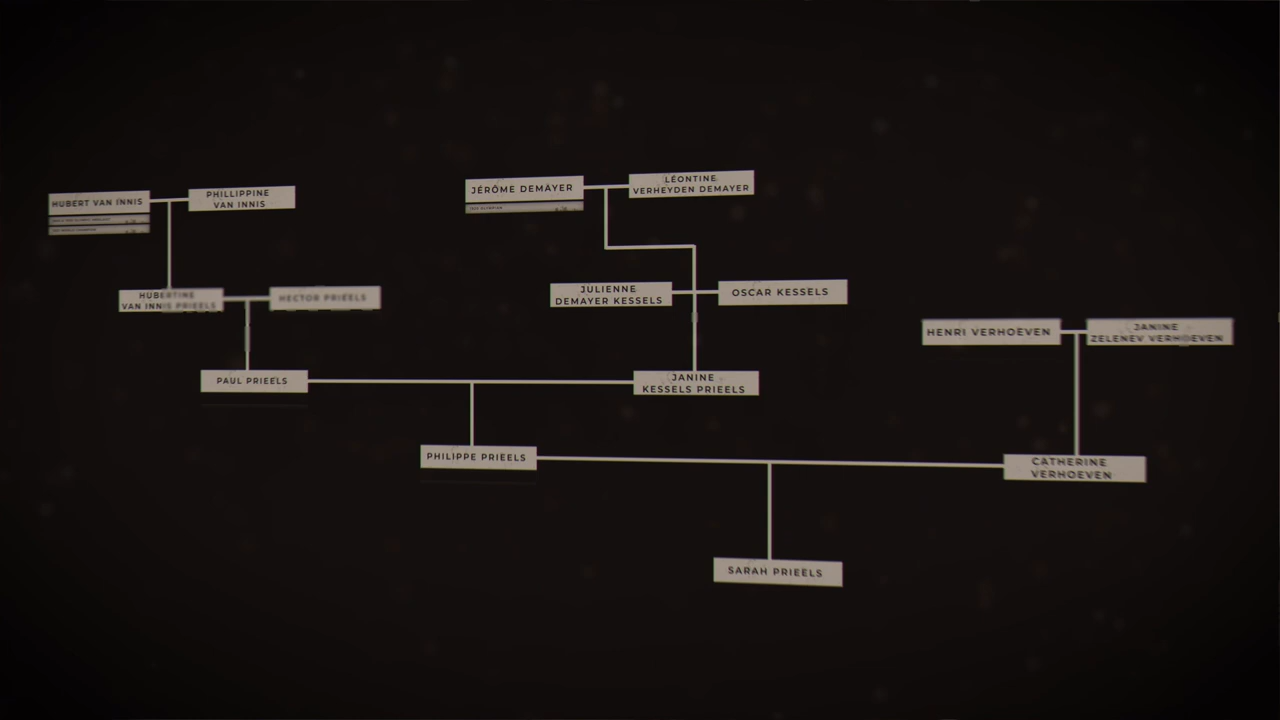 HUBERT VAN INNIS
PHILLIPPINE
VAN INNIS
JÉRÔME DEMAYER
LÉONTINE
VERHEYDEN DEMAYER
HUBERTINE
VAN INNIS PRIEELS
HECTOR PRIEELS
JULIENNE
DEMAYER KESSELS
OSCAR KESSELS
HENRI VERHOEVEN
JANINE
ZELENEV VERHOEVEN
PAUL PRIEELS
JANINE
KESSELS PRIEELS
PHILIPPE PRIEELS
CATHERINE
VERHOEVEN
SARAH PRIEELS